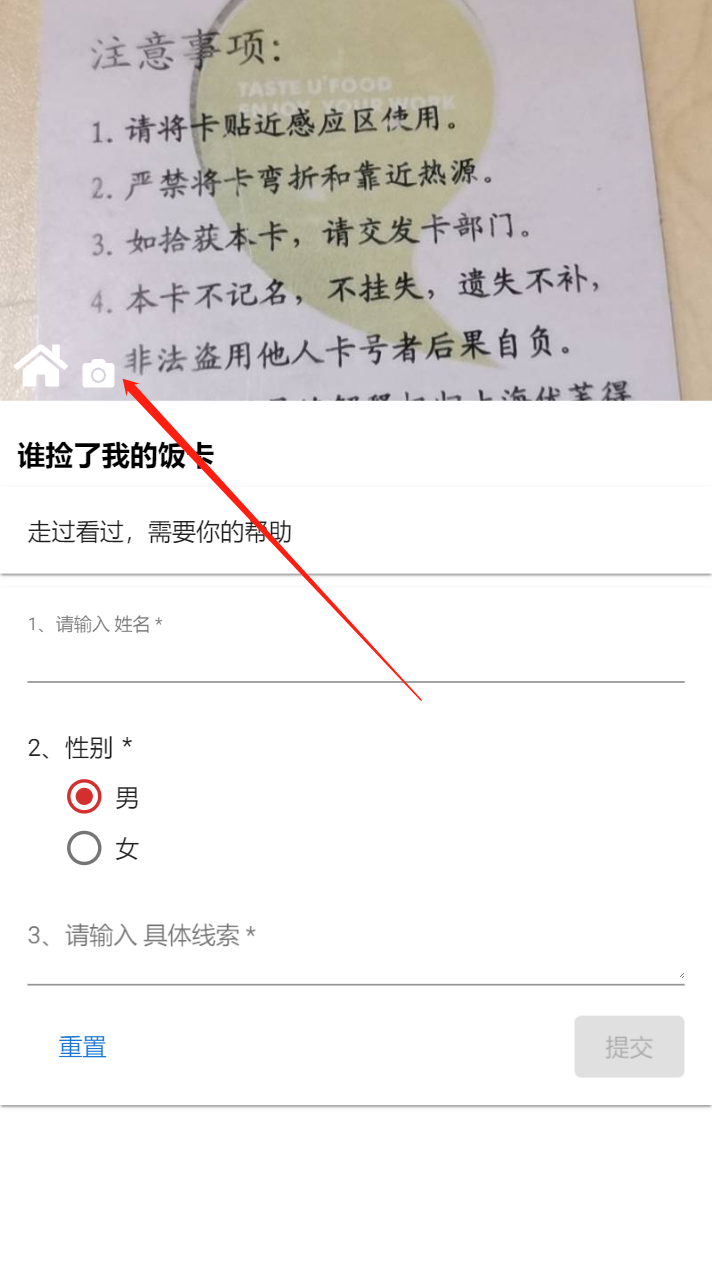 注意事项:
TASTE U'FOOD
ENJOY YOUR WORK
1. 请将卡贴近感应区使用。
2. 严禁将卡弯折和靠近热源。
3. 如拾获本卡，请交发卡部门。
4. 本卡不记名，不挂失，遗失不补，
非法盗用他人卡号者后果自负。
谁捡了我的饭卡
走过看过，需要你的帮助
1、请输入 姓名 *
2、性别 *
男
女
3、请输入 具体线索 *
重置
提交